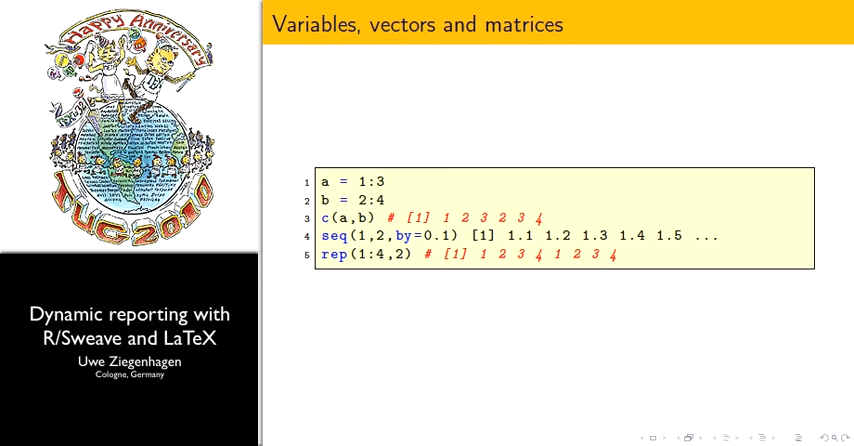 Happy Anniversary
TUG2010
Dynamic reporting with
R/Sweave and LaTeX
Uwe Ziegenhagen
Cologne, Germany
Variables, vectors and matrices
1 a = 1:3
2 b = 2:4
3 c(a,b) # [1] 1 2 3 2 3 4
4 seq(1,2,by=0.1) [1] 1.1 1.2 1.3 1.4 1.5 ...
5 rep(1:4,2) # [1] 1 2 3 4 1 2 3 4